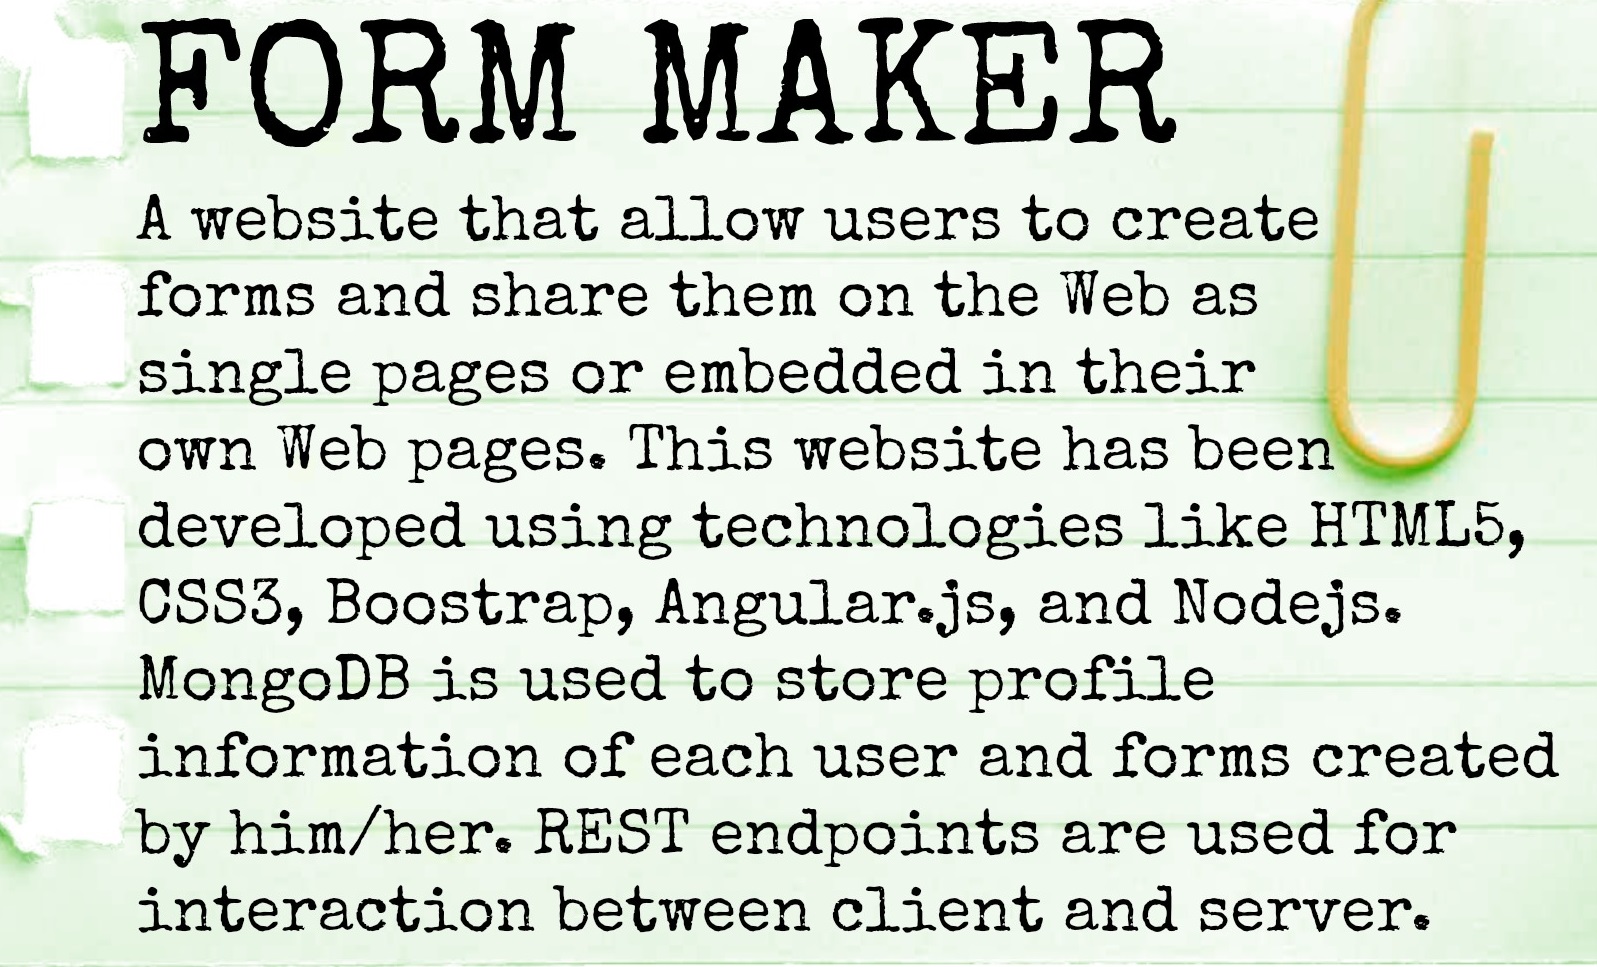 FORM MAKER
A website that allow users to create
forms and share them on the Web as
single pages or embedded in their
own Web pages. This website has been
developed using technologies like HTML5,
CSS3, Boostrap, Angular.js, and Nodejs.
MongoDB is used to store profile
information of each user and forms created
by him/her. REST endpoints are used for
interaction between client and server.